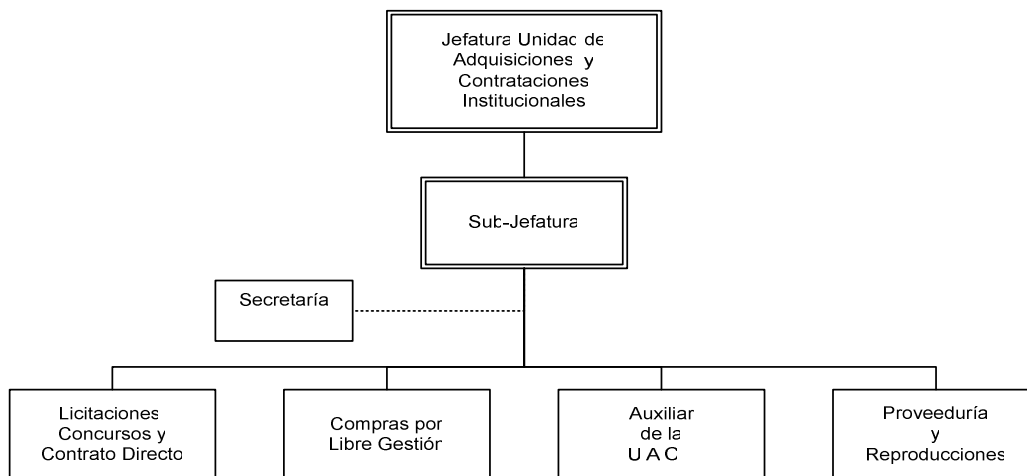 Jefatura Unidad de
Adquisiciones y
Contrataciones
Institucionales
Sub-Jefatura
Secretaría
Licitaciones
Concursos y
Contrato Directo
Compras por
Libre Gestión
Auxiliar
de la
U A C
Proveeduría
y
Reproducciones